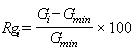 Rgᵢ = (Gᵢ − Gₘᵢₙ) / Gₘᵢₙ × 100